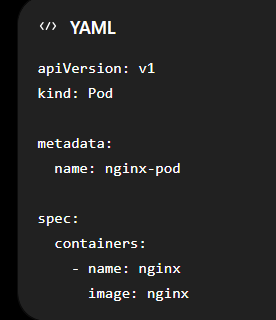 </> YAML
apiVersion: v1
kind: Pod

metadata:
  name: nginx-pod

spec:
  containers:
    - name: nginx
      image: nginx